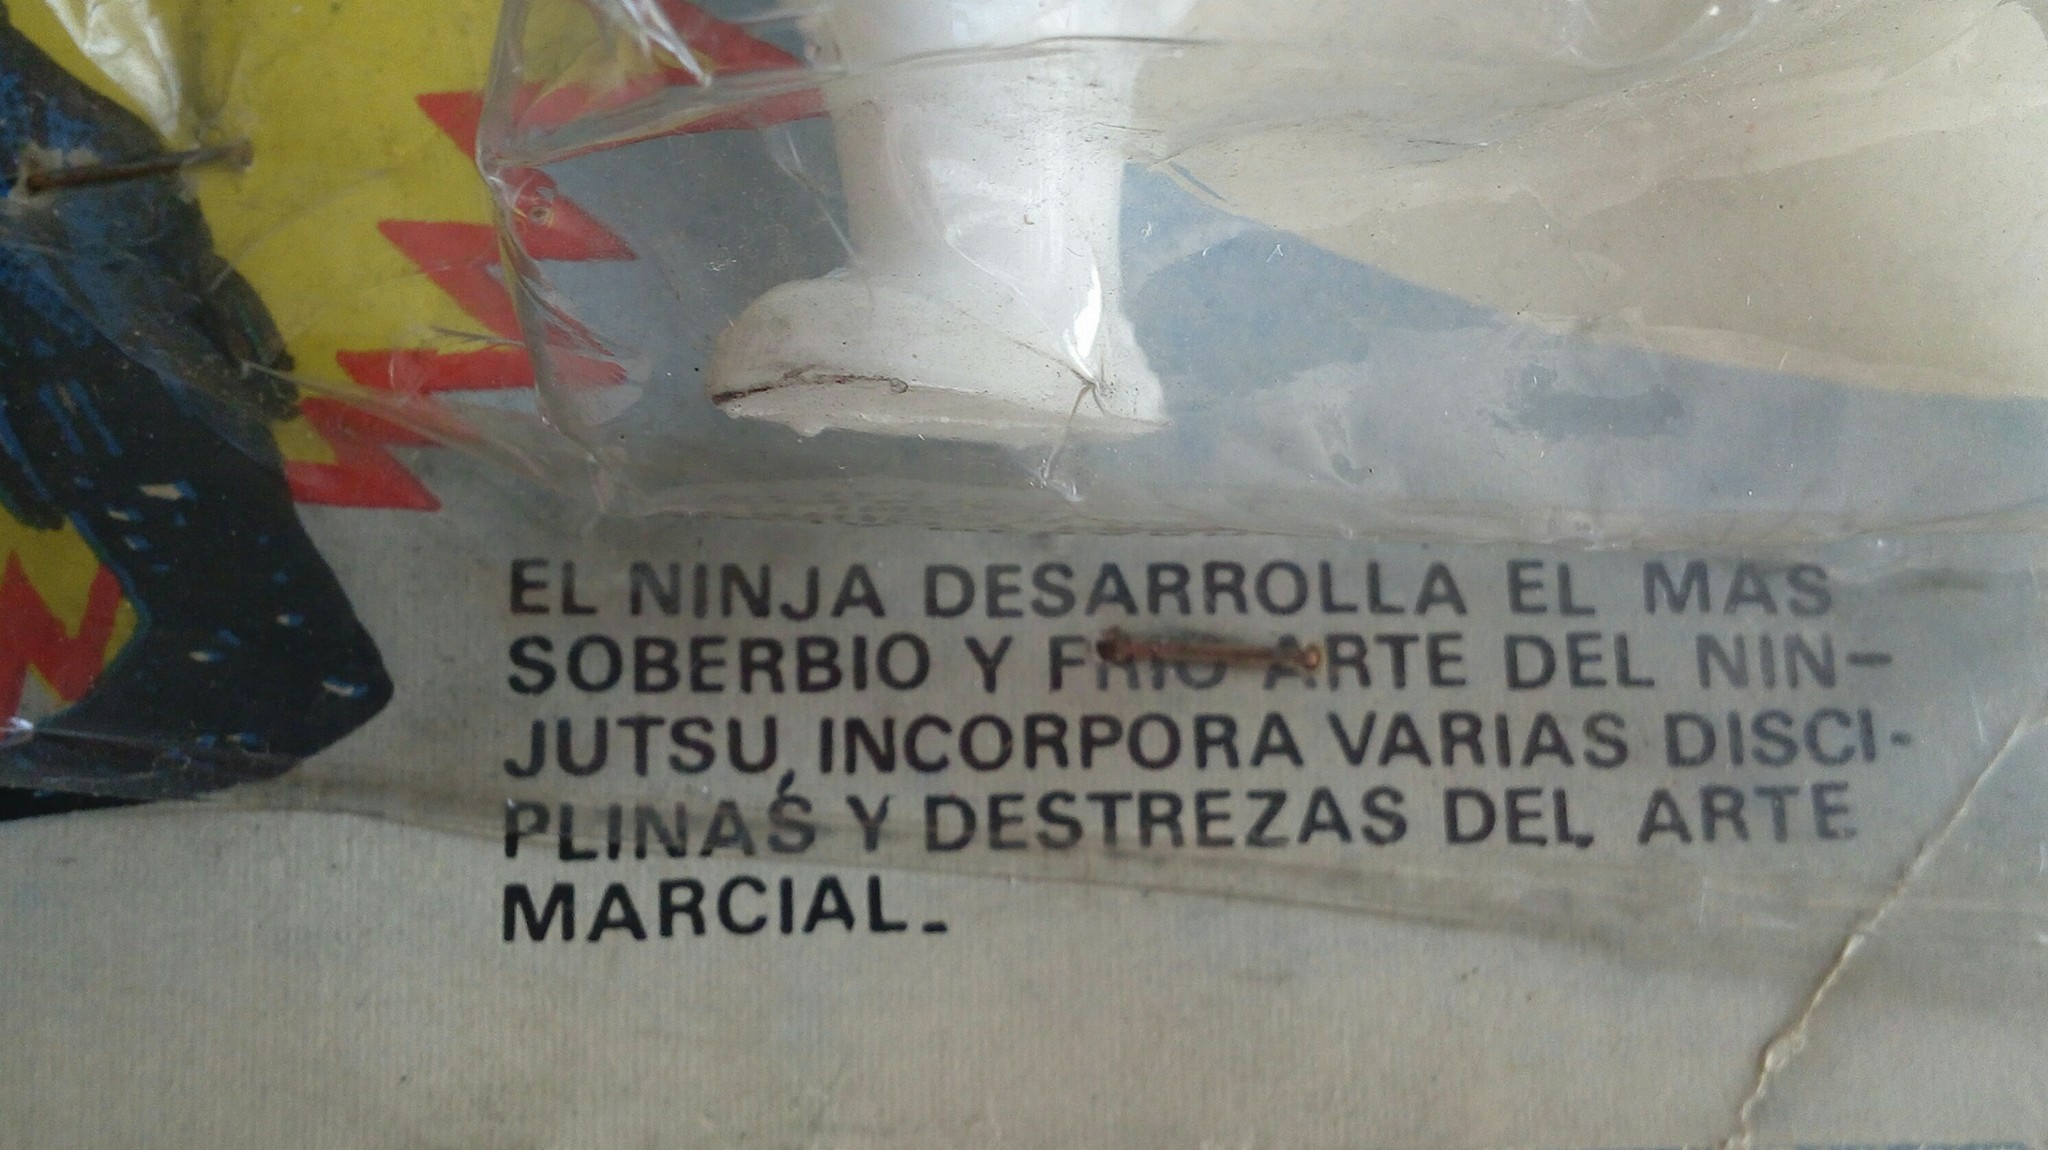 EL NINJA DESARROLLA EL MAS
SOBERBIO Y FRIO ARTE DEL NIN-
JUTSU, INCORPORA VARIAS DISCI-
PLINAS Y DESTREZAS DEL ARTE
MARCIAL.